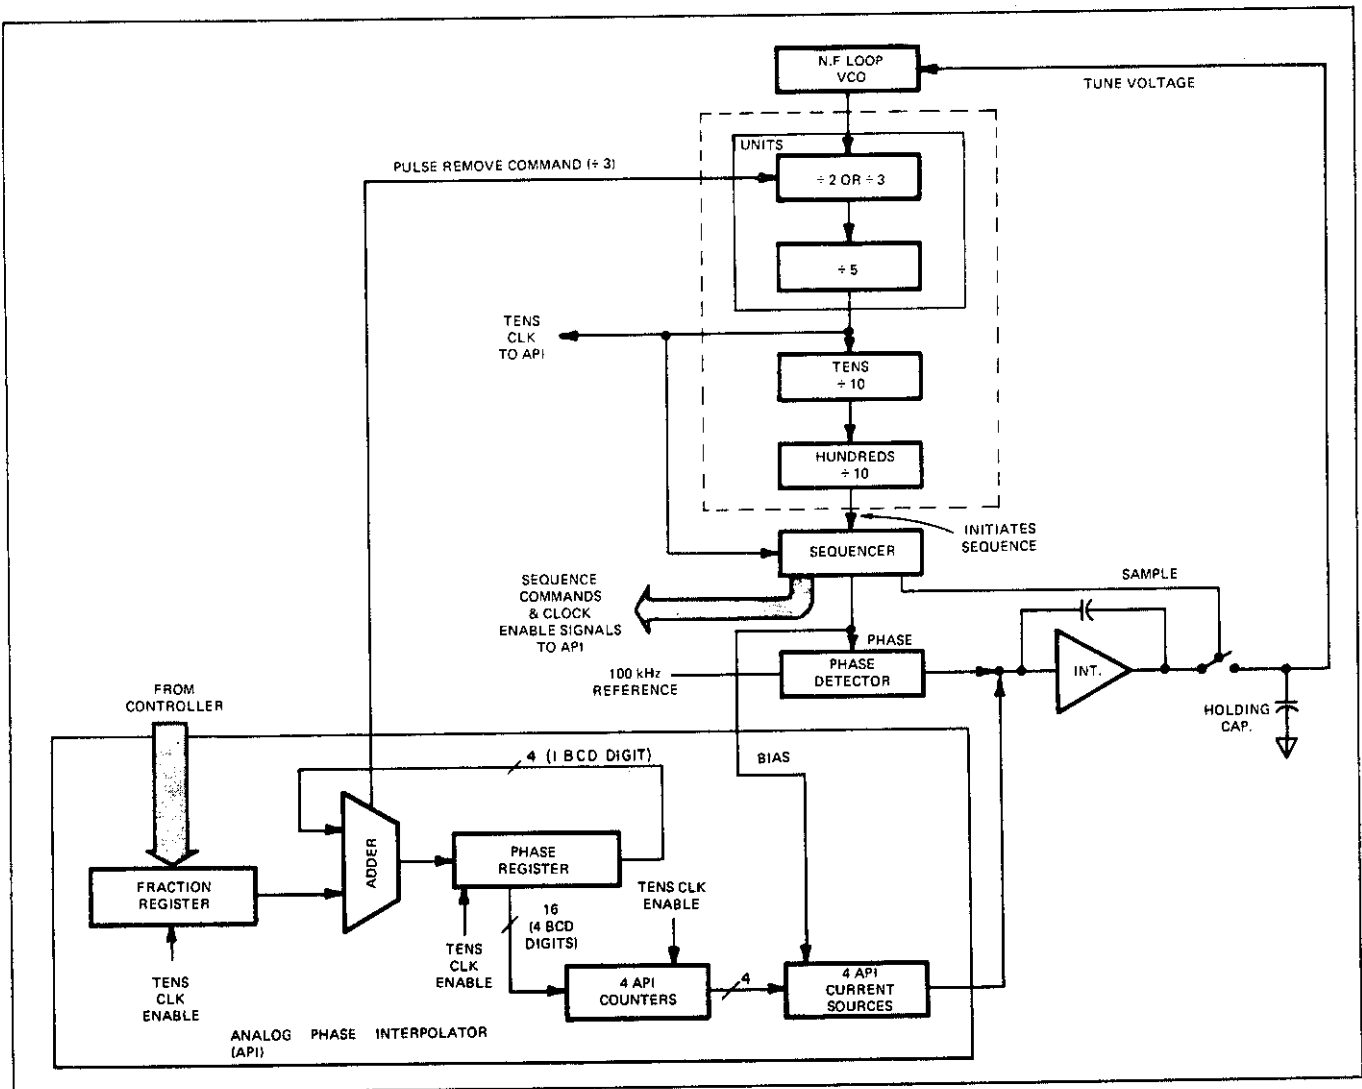 N.F LOOP
VCO
TUNE VOLTAGE
UNITS
PULSE REMOVE COMMAND (÷ 3)
÷ 2 OR ÷ 3
÷ 5
TENS
CLK
TO API
TENS
÷ 10
HUNDREDS
÷ 10
INITIATES
SEQUENCE
SEQUENCER
SAMPLE
SEQUENCE
COMMANDS
& CLOCK
ENABLE SIGNALS
TO API
PHASE
PHASE
DETECTOR
100 kHz
REFERENCE
INT.
HOLDING
CAP.
FROM
CONTROLLER
BIAS
4 (1 BCD DIGIT)
ADDER
PHASE
REGISTER
FRACTION
REGISTER
TENS CLK
ENABLE
16
(4 BCD
DIGITS)
TENS
CLK
ENABLE
TENS
CLK
ENABLE
4 API
COUNTERS
4
4 API
CURRENT
SOURCES
ANALOG PHASE INTERPOLATOR
(API)